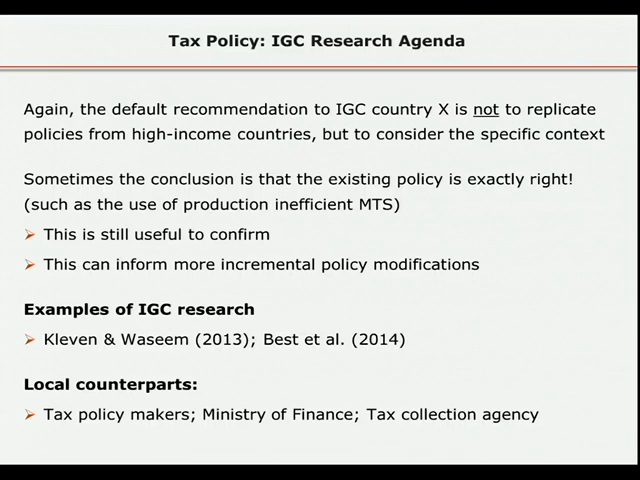 Tax Policy: IGC Research Agenda
Again, the default recommendation to IGC country X is not to replicate
policies from high-income countries, but to consider the specific context
Sometimes the conclusion is that the existing policy is exactly right!
(such as the use of production inefficient MTS)
➢ This is still useful to confirm
➢ This can inform more incremental policy modifications
Examples of IGC research
➢ Kleven & Waseem (2013); Best et al. (2014)
Local counterparts:
➢ Tax policy makers; Ministry of Finance; Tax collection agency